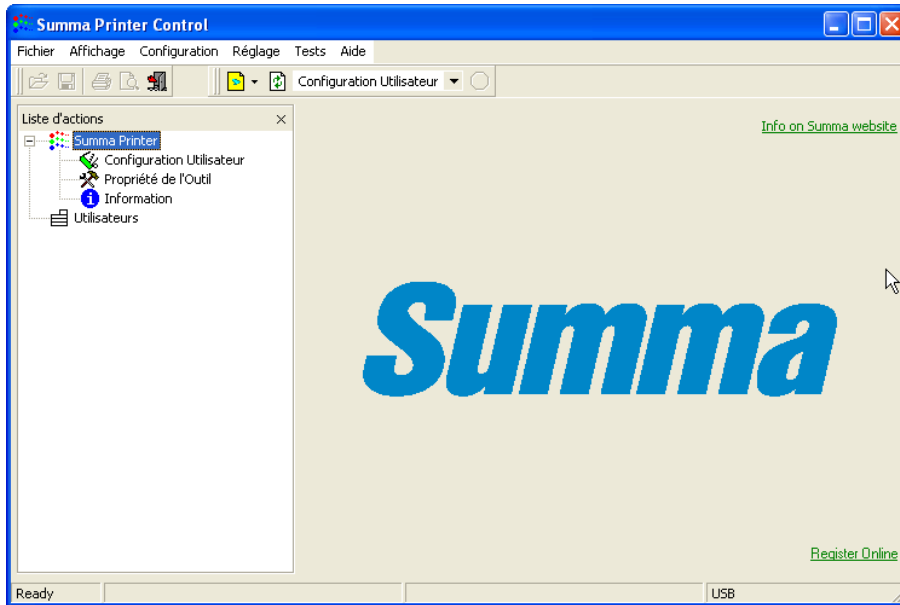 Summa Printer Control
Fichier Affichage Configuration Réglage Tests Aide
Configuration Utilisateur
Liste d'actions
Summa Printer
Configuration Utilisateur
Propriété de l'Outil
Information
Utilisateurs
Info on Summa website
Summa
Register Online
Ready USB